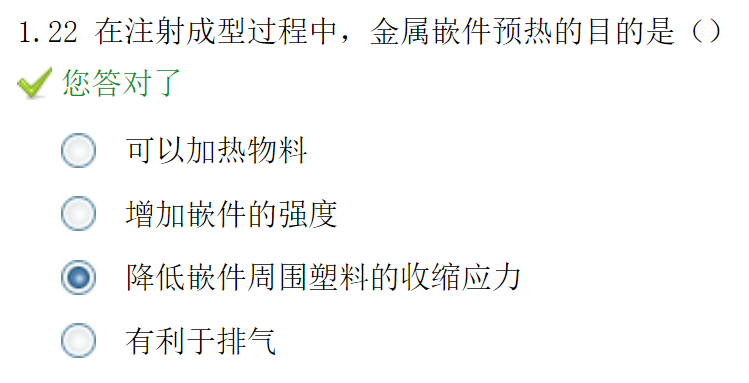 1.22 在注射成型过程中，金属嵌件预热的目的是（）
您答对了
可以加热物料
增加嵌件的强度
降低嵌件周围塑料的收缩应力
有利于排气